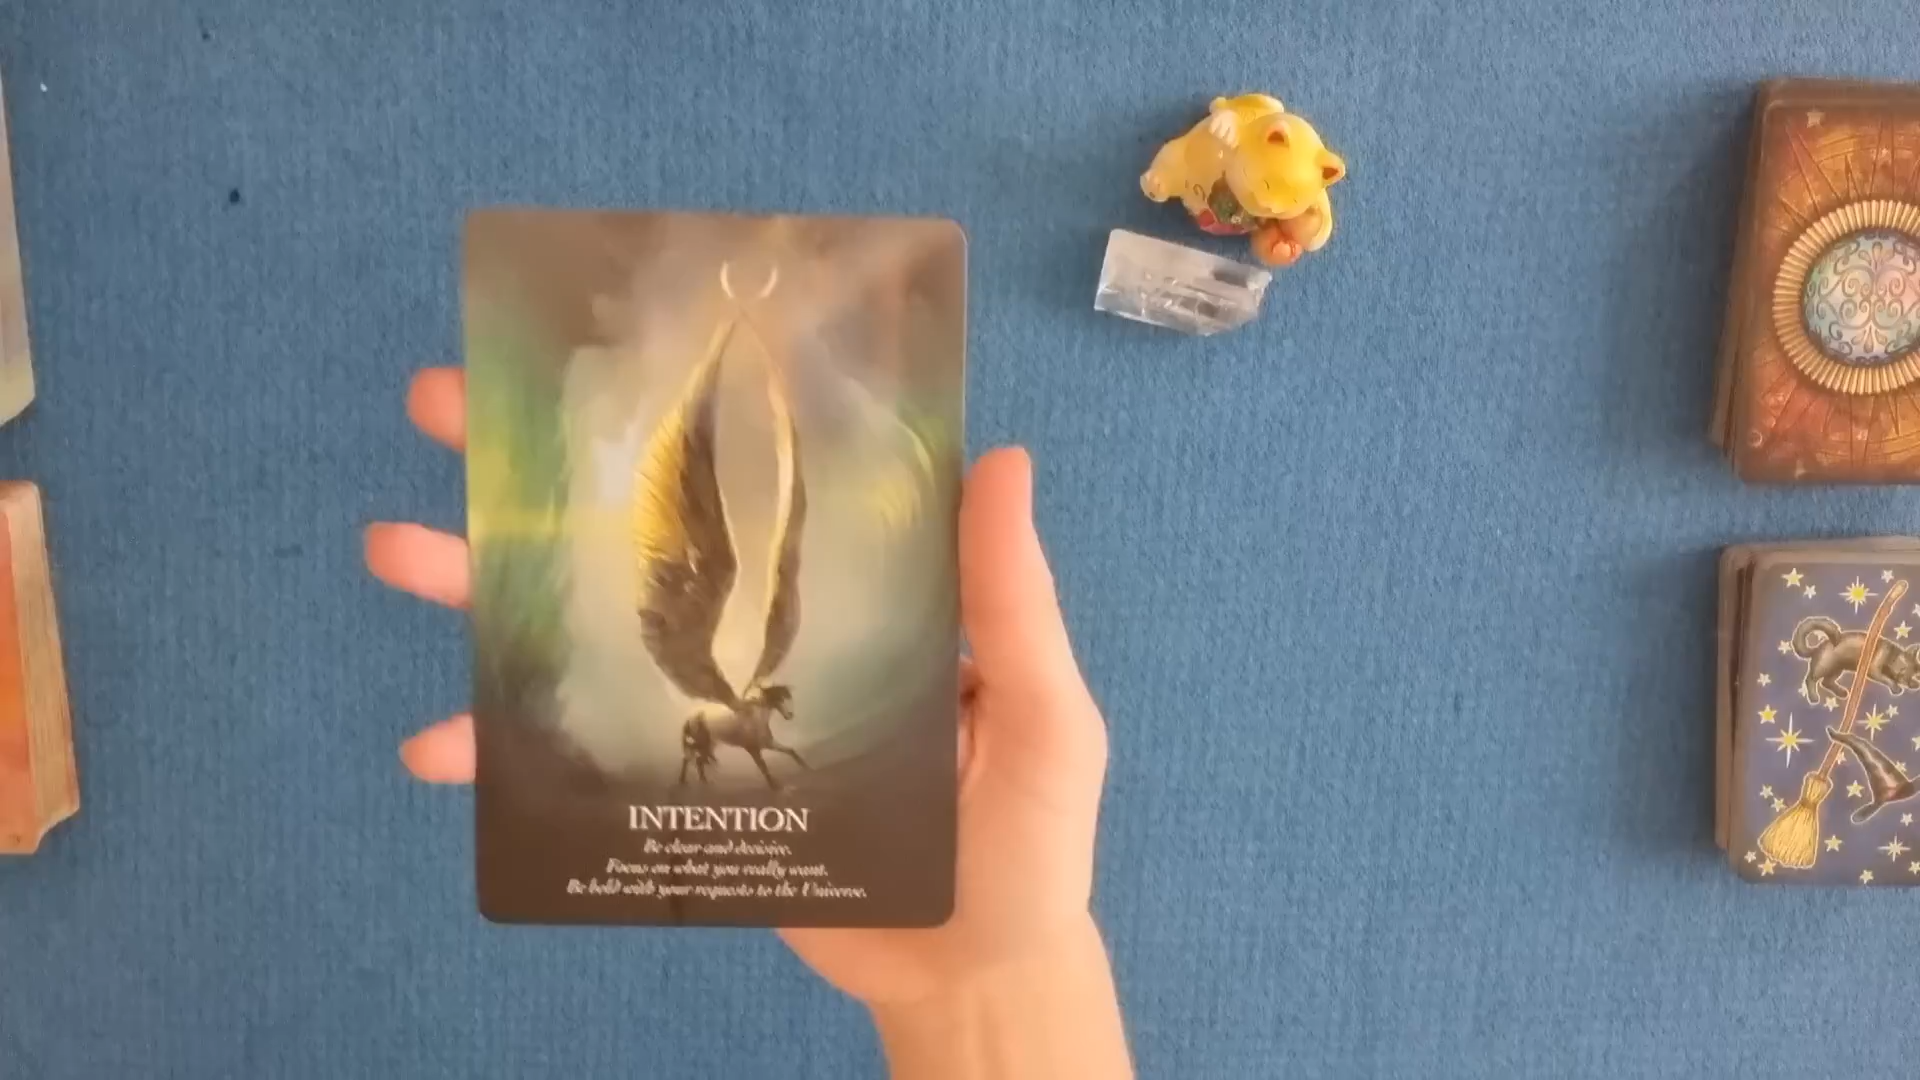 INTENTION
Be clear and decisive.
Focus on what you really want.
Be bold with your requests to the Universe.